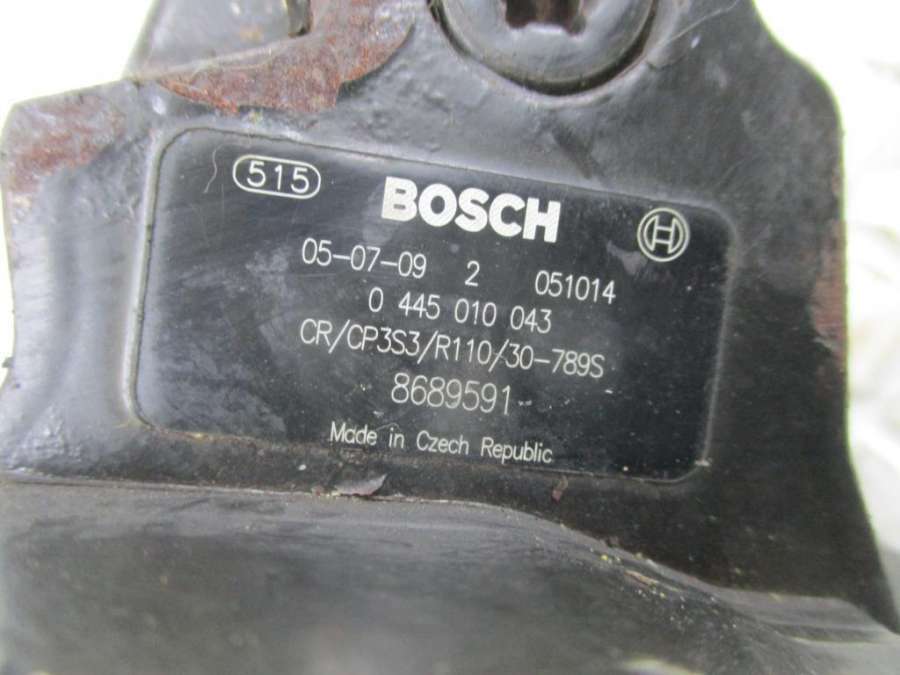 515
BOSCH
05-07-09 2 051014
0 445 010 043
CR/CP3S3/R110/30-789S
8689591
Made in Czech Republic